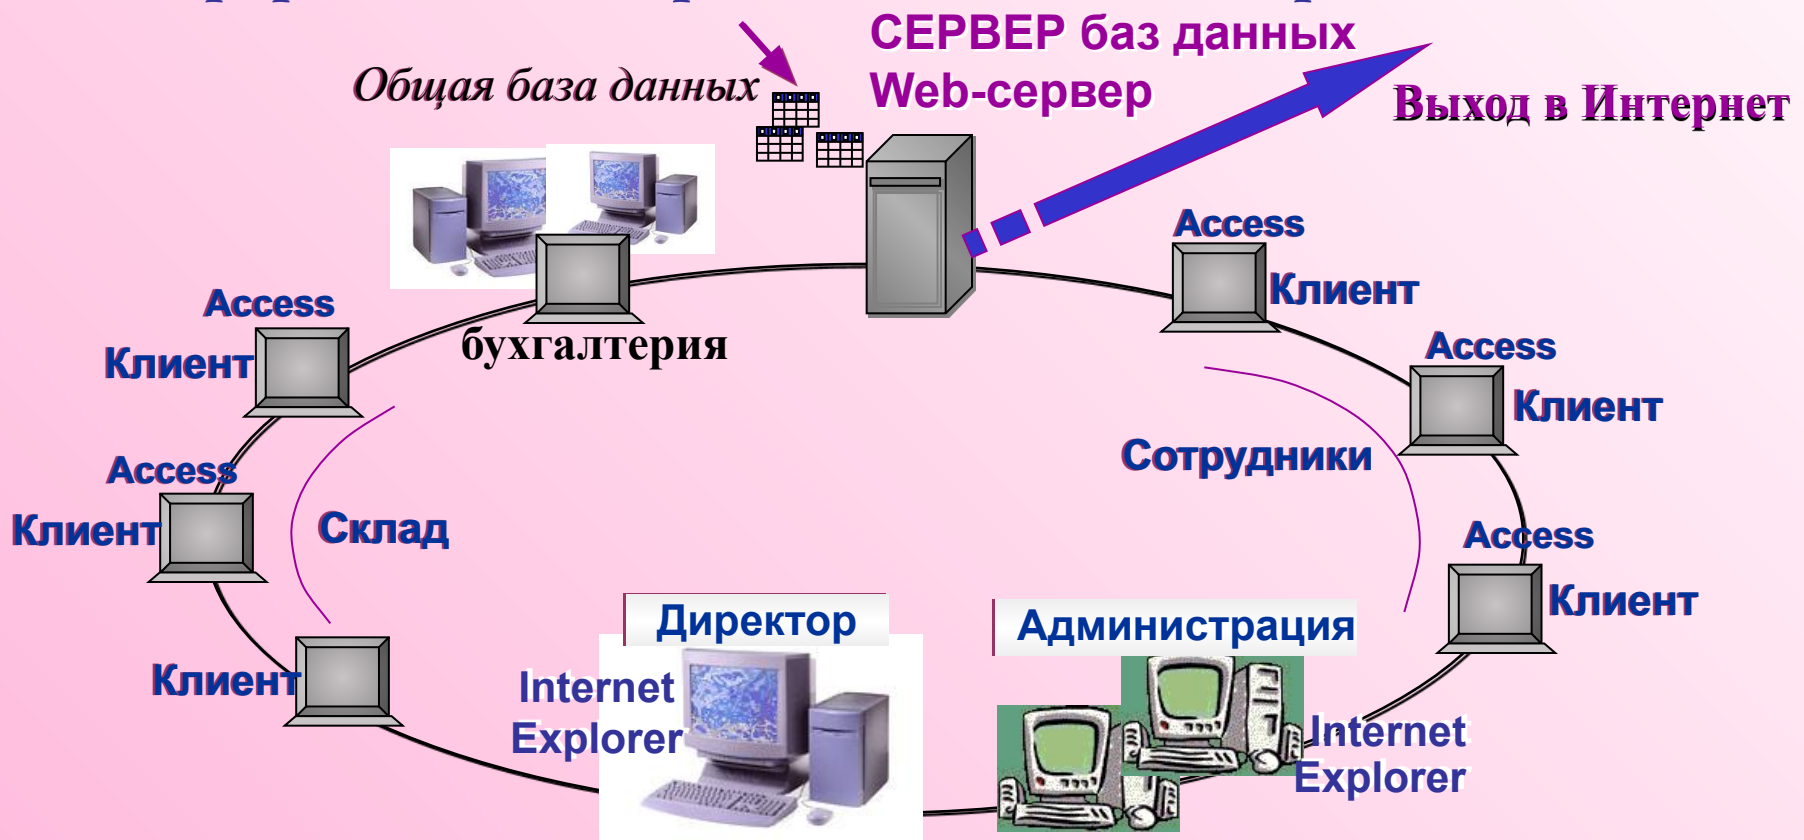 СЕРВЕР баз данных
Web-сервер
Общая база данных
Выход в Интернет
Access
Клиент
Access
Клиент
бухгалтерия
Access
Клиент
Сотрудники
Access
Клиент
Склад
Access
Клиент
Директор
Администрация
Клиент
Internet
Explorer
Internet
Explorer